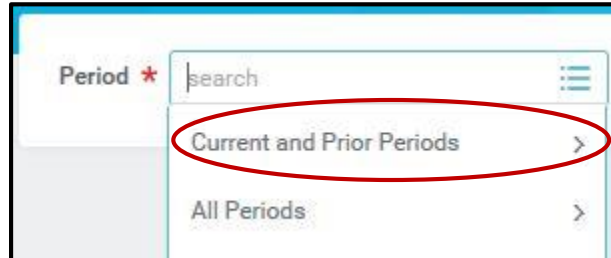 Period * search
Current and Prior Periods >
All Periods >